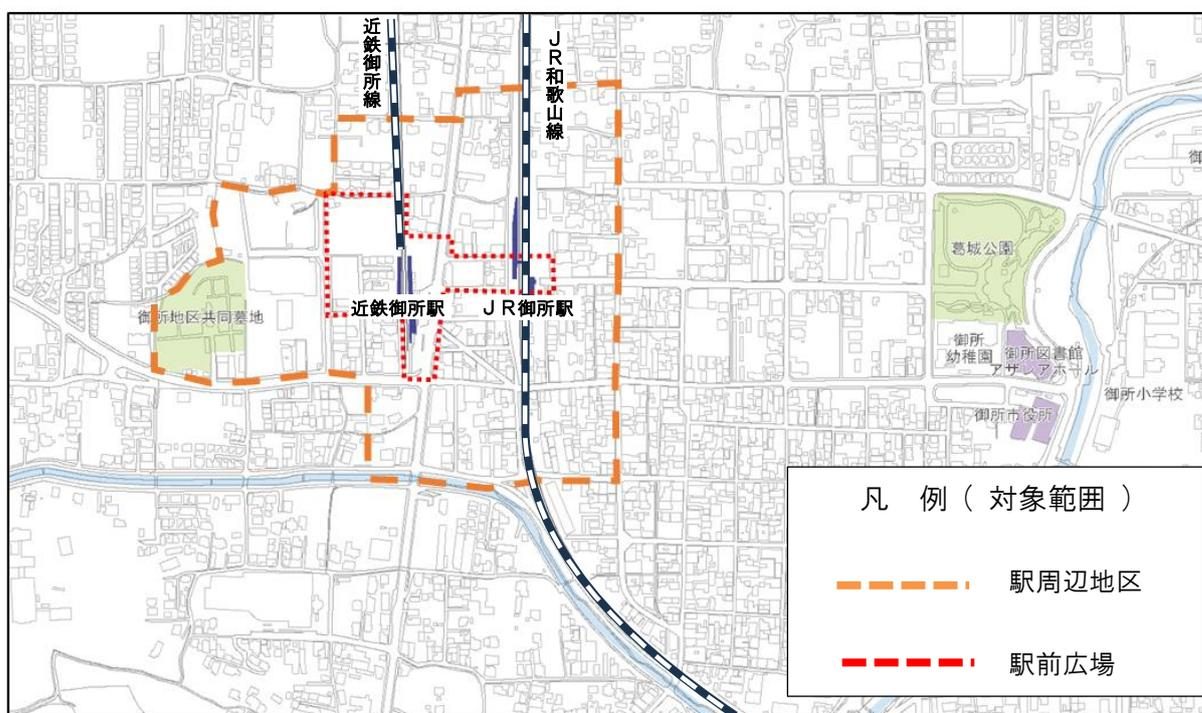 近鉄御所線
JR和歌山線
御
葛城公園
御所地区共同墓地
近鉄御所駅
JR御所駅
御所
幼稚園
御所図書館
アザレアホール
御所小学校
御所市役所
凡 例（ 対象範囲 ）
駅周辺地区
駅前広場